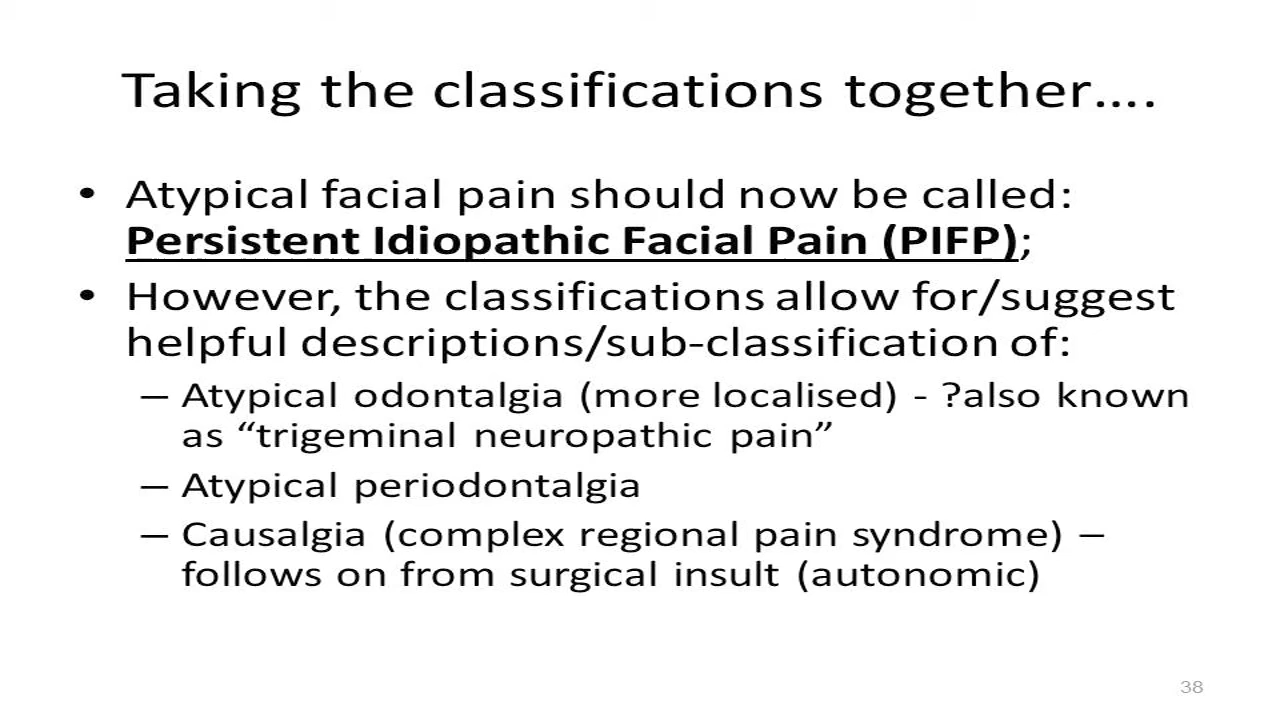 Taking the classifications together....
• Atypical facial pain should now be called:
Persistent Idiopathic Facial Pain (PIFP);
• However, the classifications allow for/suggest
helpful descriptions/sub-classification of:
– Atypical odontalgia (more localised) - ?also known
as “trigeminal neuropathic pain”
– Atypical periodontalgia
– Causalgia (complex regional pain syndrome) –
follows on from surgical insult (autonomic)
38